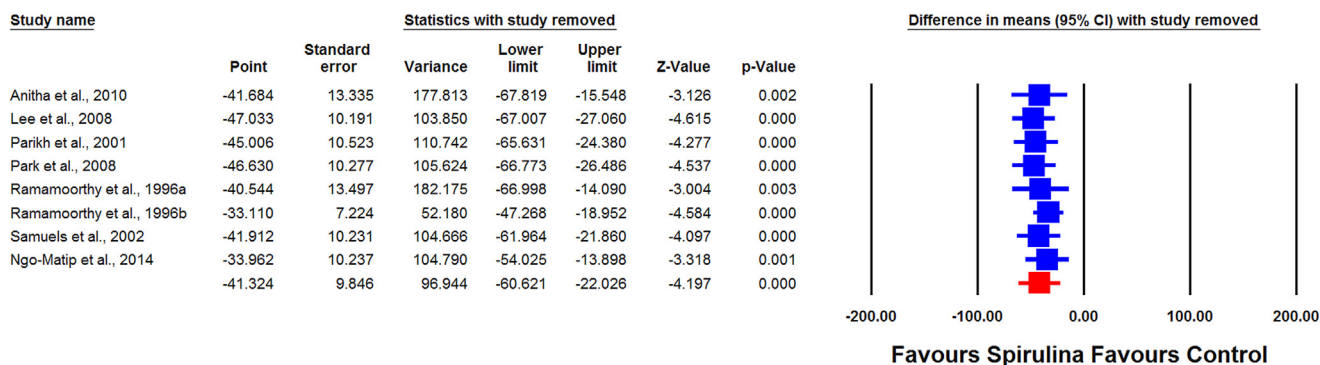 Study name Statistics with study removed Difference in means (95% CI) with study removed
Standard Lower Upper
Point error Variance limit limit Z-Value p-Value
Anitha et al., 2010 -41.684 13.335 177.813 -67.819 -15.548 -3.126 0.002
Lee et al., 2008 -47.033 10.191 103.850 -67.007 -27.060 -4.615 0.000
Parikh et al., 2001 -45.006 10.523 110.742 -65.631 -24.380 -4.277 0.000
Park et al., 2008 -46.630 10.277 105.624 -66.773 -26.486 -4.537 0.000
Ramamoorthy et al., 1996a -40.544 13.497 182.175 -66.998 -14.090 -3.004 0.003
Ramamoorthy et al., 1996b -33.110 7.224 52.180 -47.268 -18.952 -4.584 0.000
Samuels et al., 2002 -41.912 10.231 104.666 -61.964 -21.860 -4.097 0.000
Ngo-Matip et al., 2014 -33.962 10.237 104.790 -54.025 -13.898 -3.318 0.001
-41.324 9.846 96.944 -60.621 -22.026 -4.197 0.000
-200.00 -100.00 0.00 100.00 200.00
Favours Spirulina Favours Control